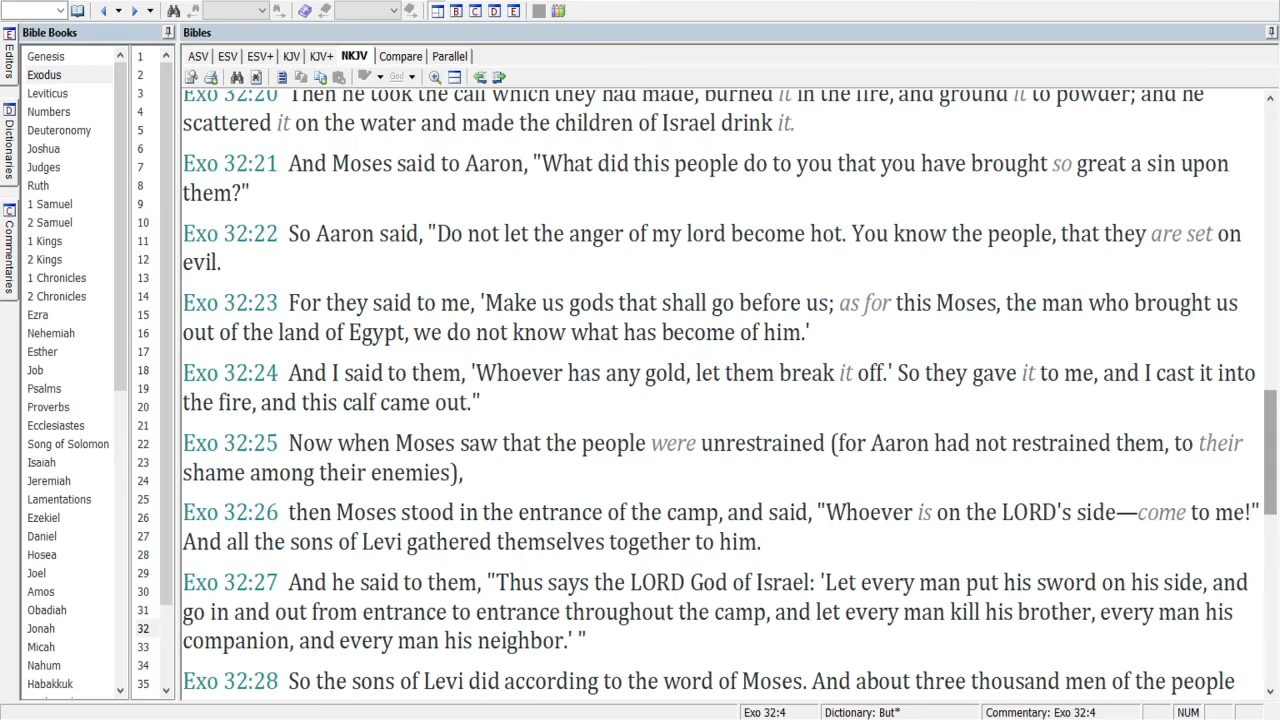 Bible Books
Bibles
Editors
Dictionaries
Commentaries
Genesis
Exodus
Leviticus
Numbers
Deuteronomy
Joshua
Judges
Ruth
1 Samuel
2 Samuel
1 Kings
2 Kings
1 Chronicles
2 Chronicles
Ezra
Nehemiah
Esther
Job
Psalms
Proverbs
Ecclesiastes
Song of Solomon
Isaiah
Jeremiah
Lamentations
Ezekiel
Daniel
Hosea
Joel
Amos
Obadiah
Jonah
Micah
Nahum
Habakkuk
1
2
3
4
5
6
7
8
9
10
11
12
13
14
15
16
17
18
19
20
21
22
23
24
25
26
27
28
29
30
31
32
33
34
35
ASV ESV ESV+ KJV KJV+ NKJV Compare Parallel
Exo 32:20 Then he took the calf which they had made, burned it in the fire, and ground it to powder; and he
scattered it on the water and made the children of Israel drink it.
Exo 32:21 And Moses said to Aaron, "What did this people do to you that you have brought so great a sin upon
them?"
Exo 32:22 So Aaron said, "Do not let the anger of my lord become hot. You know the people, that they are set on
evil.
Exo 32:23 For they said to me, 'Make us gods that shall go before us; as for this Moses, the man who brought us
out of the land of Egypt, we do not know what has become of him.'
Exo 32:24 And I said to them, 'Whoever has any gold, let them break it off.' So they gave it to me, and I cast it into
the fire, and this calf came out."
Exo 32:25 Now when Moses saw that the people were unrestrained (for Aaron had not restrained them, to their
shame among their enemies),
Exo 32:26 then Moses stood in the entrance of the camp, and said, "Whoever is on the LORD's side—come to me!"
And all the sons of Levi gathered themselves together to him.
Exo 32:27 And he said to them, "Thus says the LORD God of Israel: 'Let every man put his sword on his side, and
go in and out from entrance to entrance throughout the camp, and let every man kill his brother, every man his
companion, and every man his neighbor.' "
Exo 32:28 So the sons of Levi did according to the word of Moses. And about three thousand men of the people
Exo 32:4 Dictionary: But* Commentary: Exo 32:4 NUM